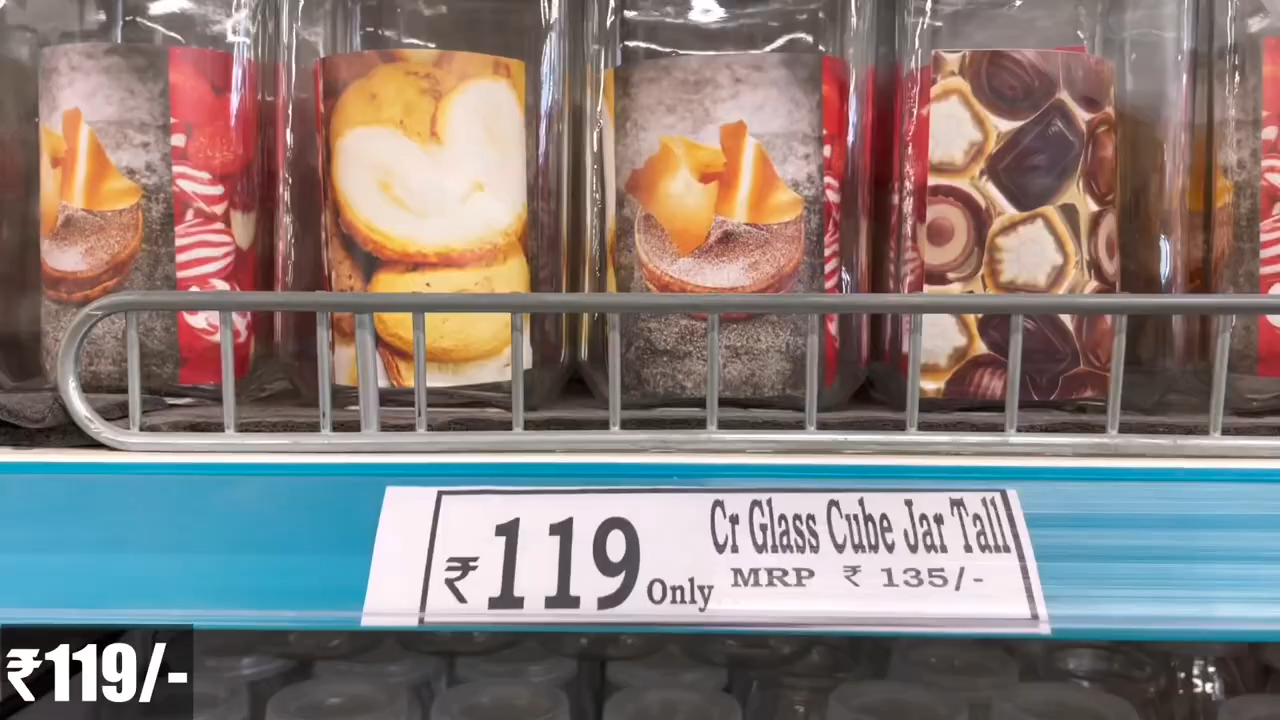 ₹119 Only
Cr Glass Cube Jar Tall
MRP ₹ 135/-
₹119/-